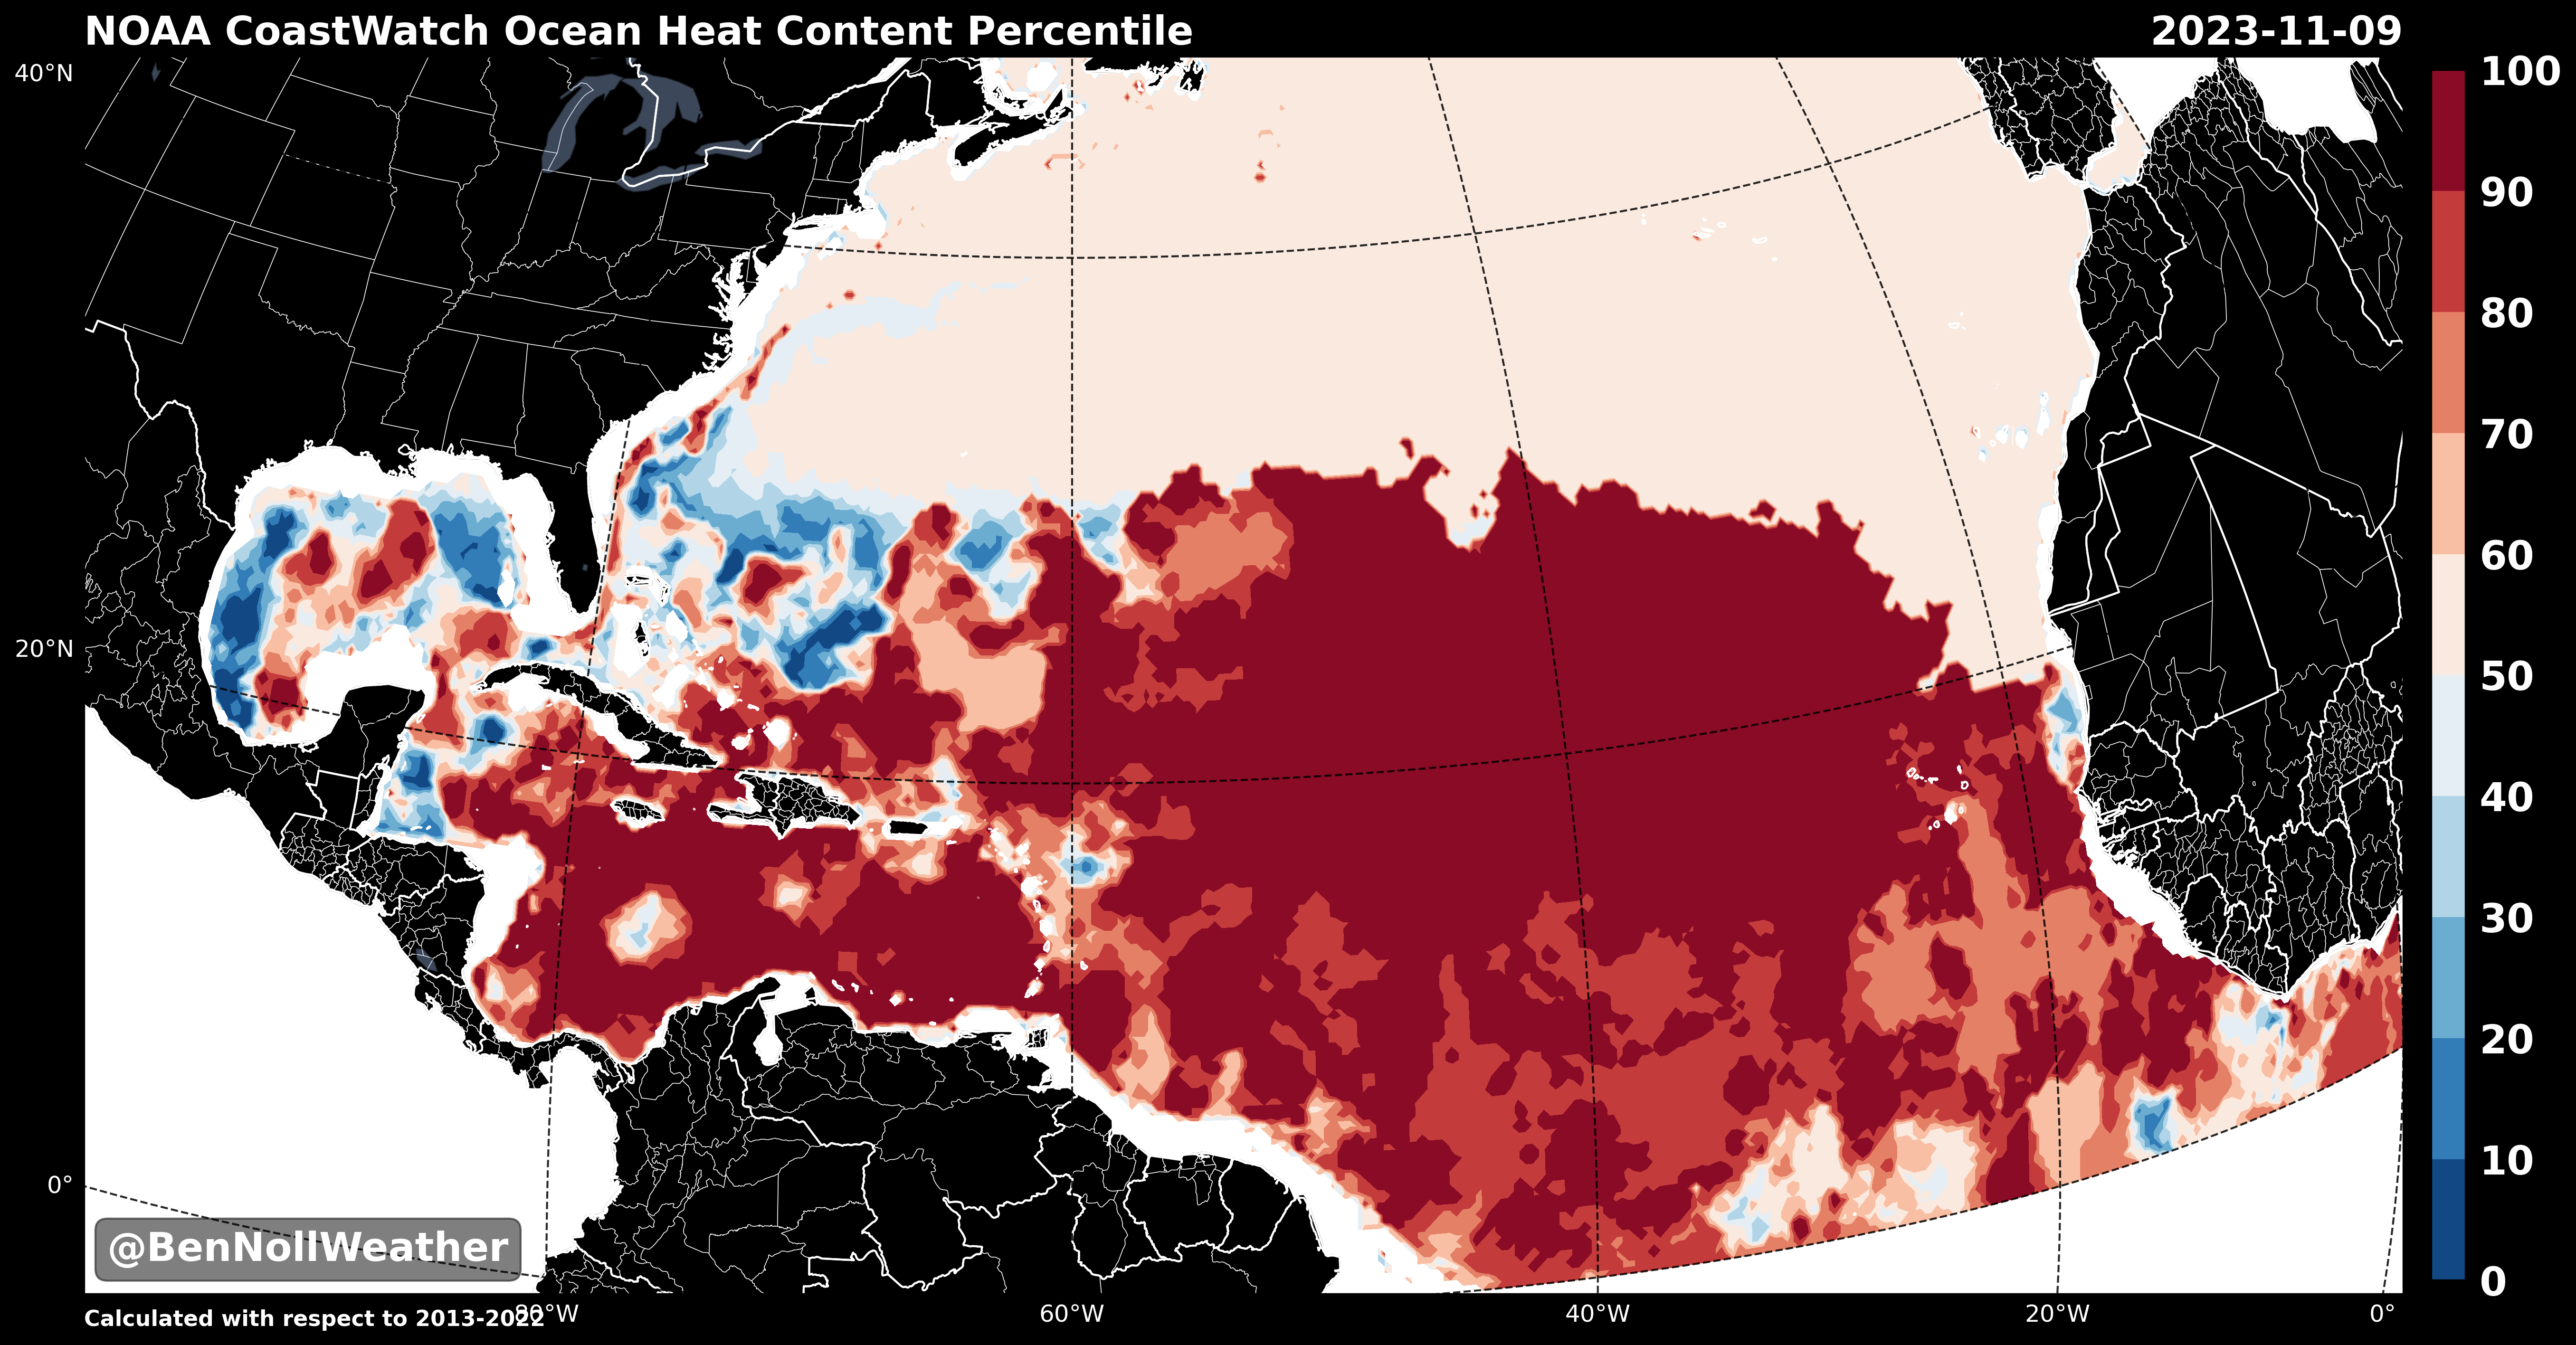 NOAA CoastWatch Ocean Heat Content Percentile 2023-11-09
40°N
100
90
80
70
60
20°N
50
40
30
20
10
0°
@BenNollWeather
0
Calculated with respect to 2013-2022 80°W 60°W 40°W 20°W 0°